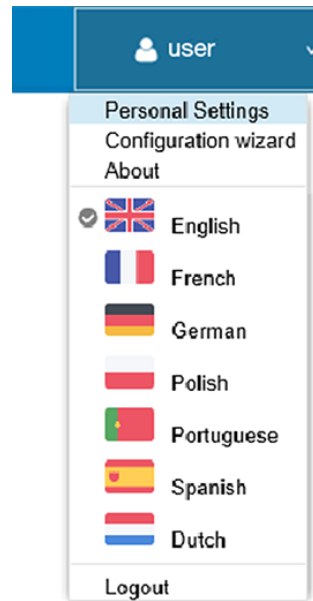 user
Personal Settings
Configuration wizard
About
English
French
German
Polish
Portuguese
Spanish
Dutch
Logout